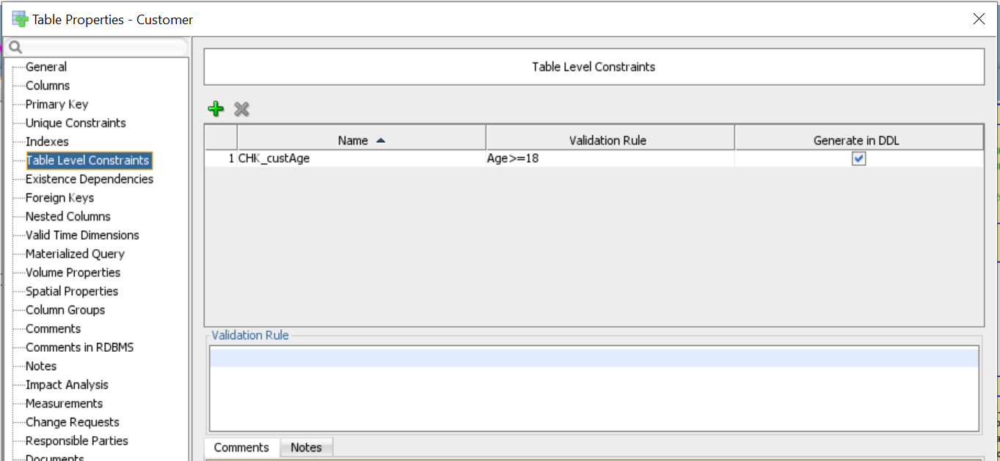 Table Properties - Customer
General
Columns
Primary Key
Unique Constraints
Indexes
Table Level Constraints
Existence Dependencies
Foreign Keys
Nested Columns
Valid Time Dimensions
Materialized Query
Volume Properties
Spatial Properties
Column Groups
Comments
Comments in RDBMS
Notes
Impact Analysis
Measurements
Change Requests
Responsible Parties
Documents
Table Level Constraints
Name Validation Rule Generate in DDL
1 CHK_custAge Age>=18
Validation Rule
Comments Notes